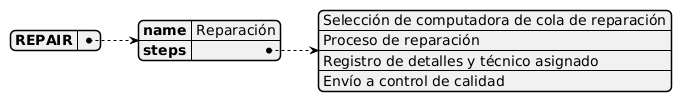 REPAIR
name Reparación
steps
Selección de computadora de cola de reparación
Proceso de reparación
Registro de detalles y técnico asignado
Envío a control de calidad